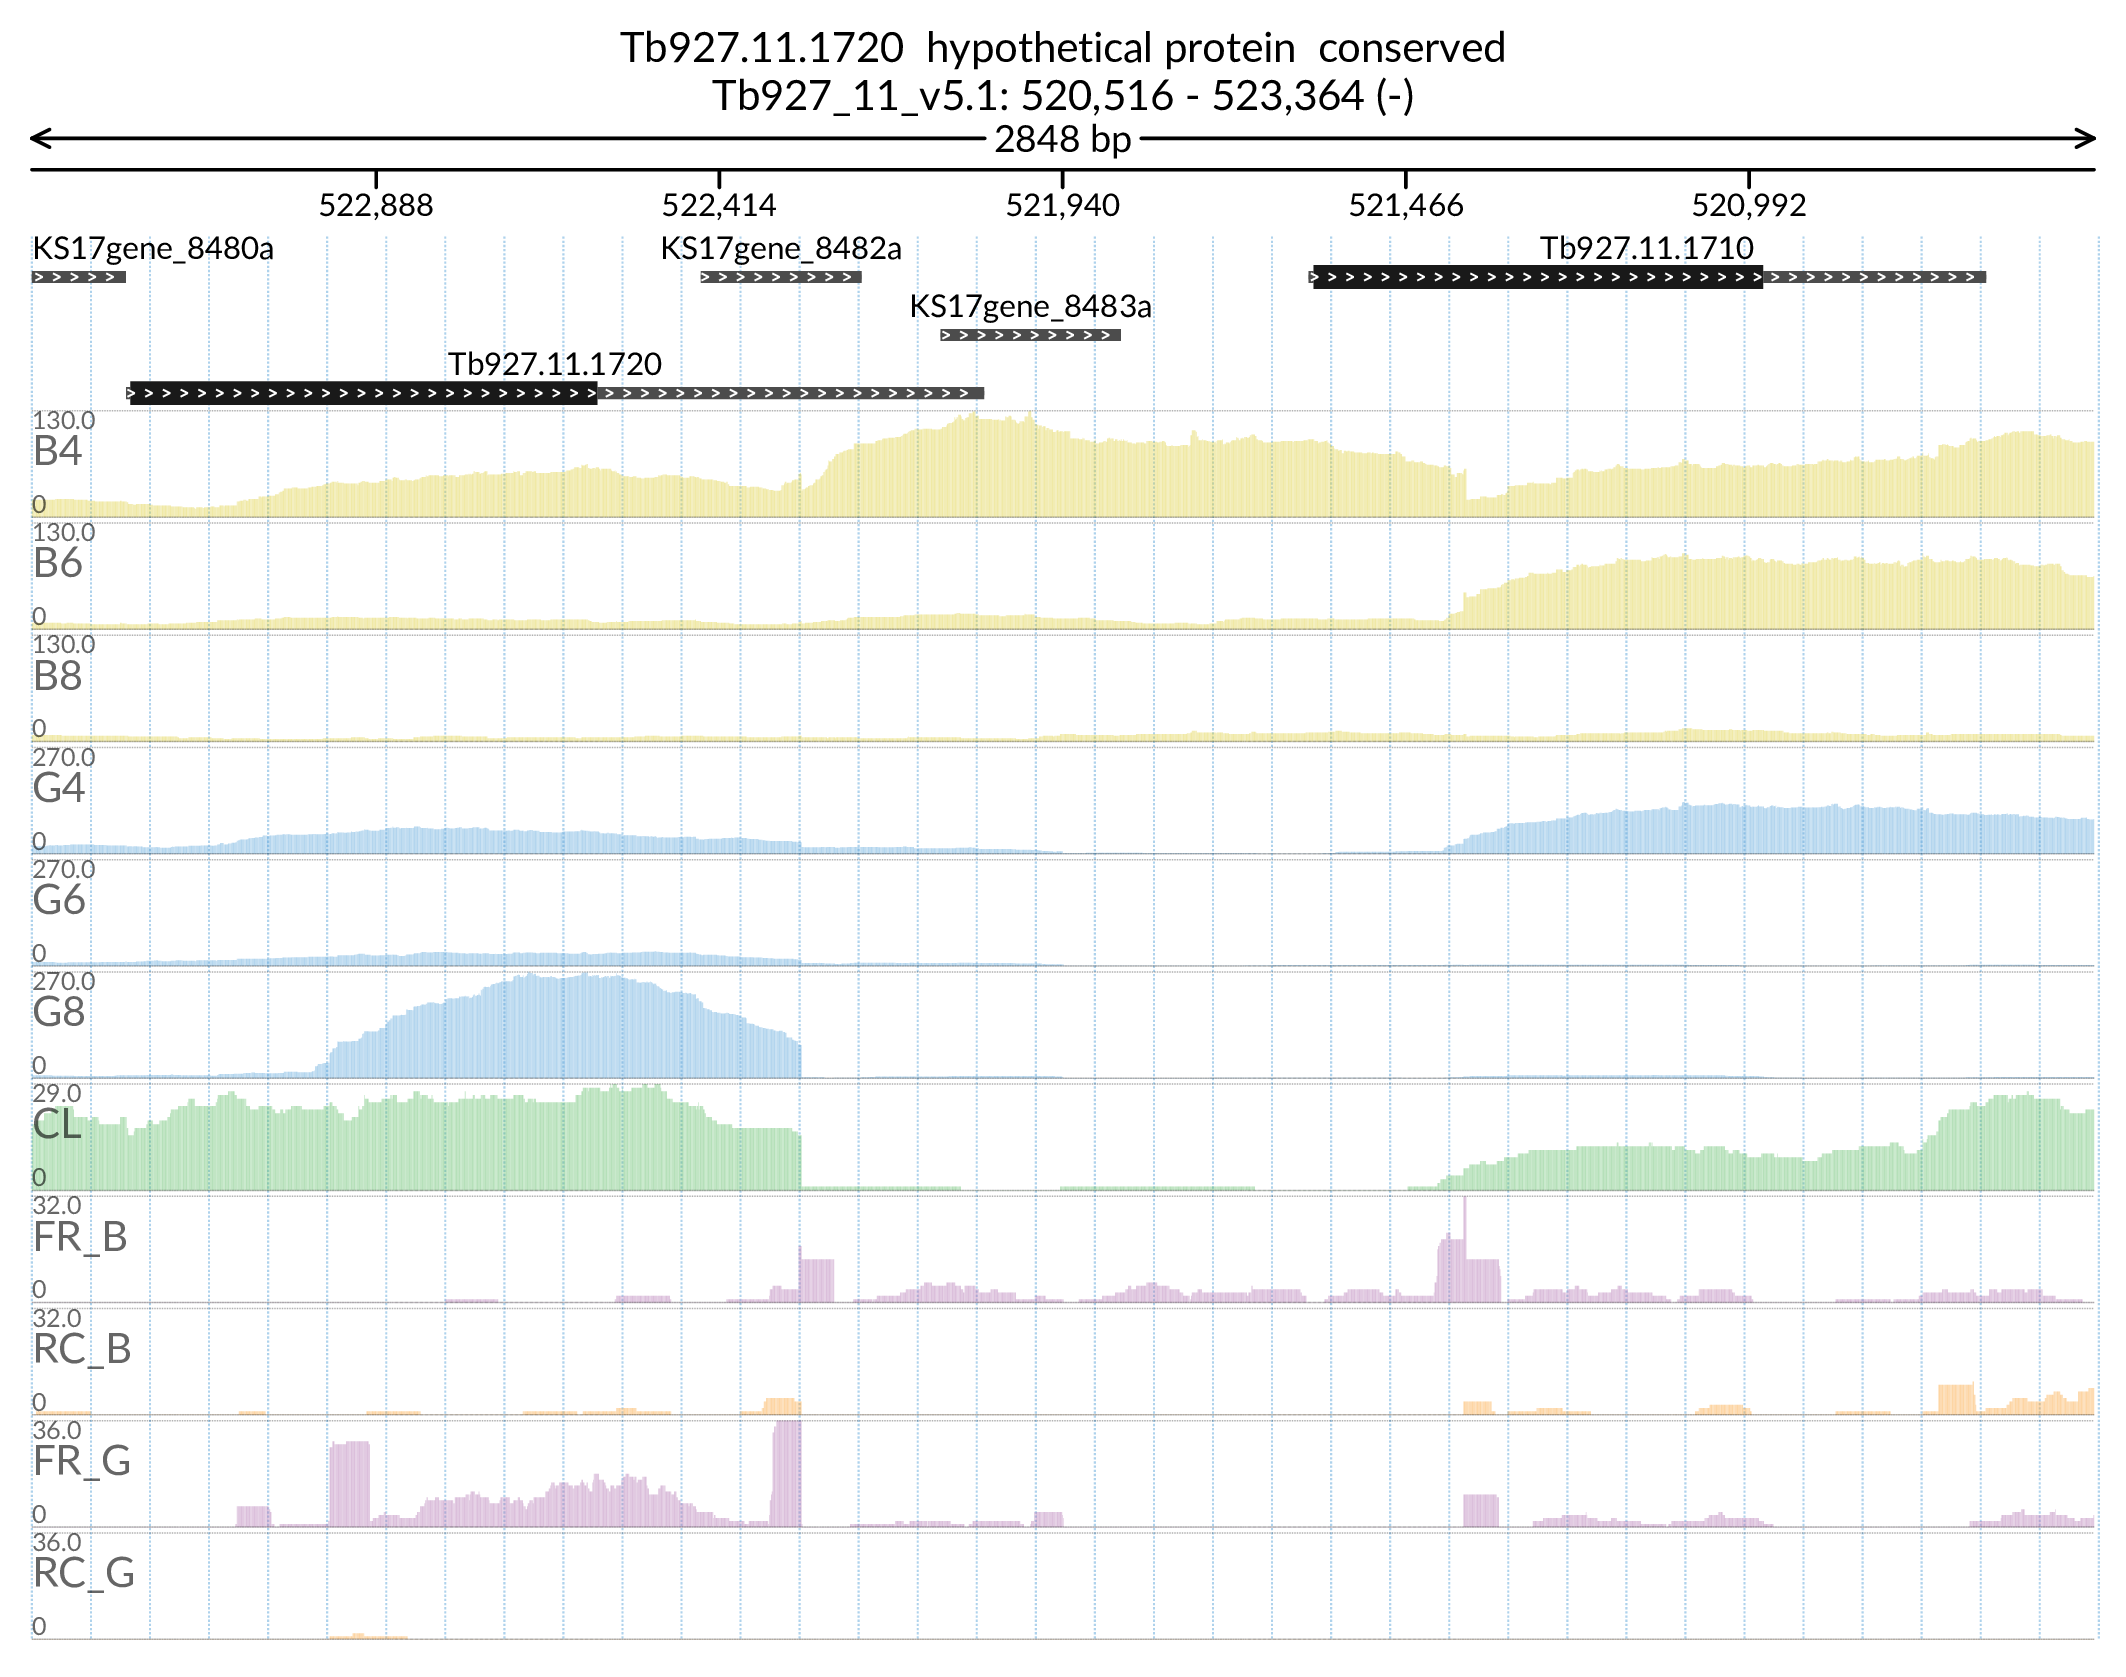 Tb927.11.1720  hypothetical protein  conserved
Tb927_11_v5.1: 520,516 - 523,364 (-)
2848 bp
522,888 522,414 521,940 521,466 520,992
KS17gene_8480a KS17gene_8482a Tb927.11.1710
KS17gene_8483a
Tb927.11.1720
130.0
B4
0
130.0
B6
0
130.0
B8
0
270.0
G4
0
270.0
G6
0
270.0
G8
0
29.0
CL
0
32.0
FR_B
0
32.0
RC_B
0
36.0
FR_G
0
36.0
RC_G
0